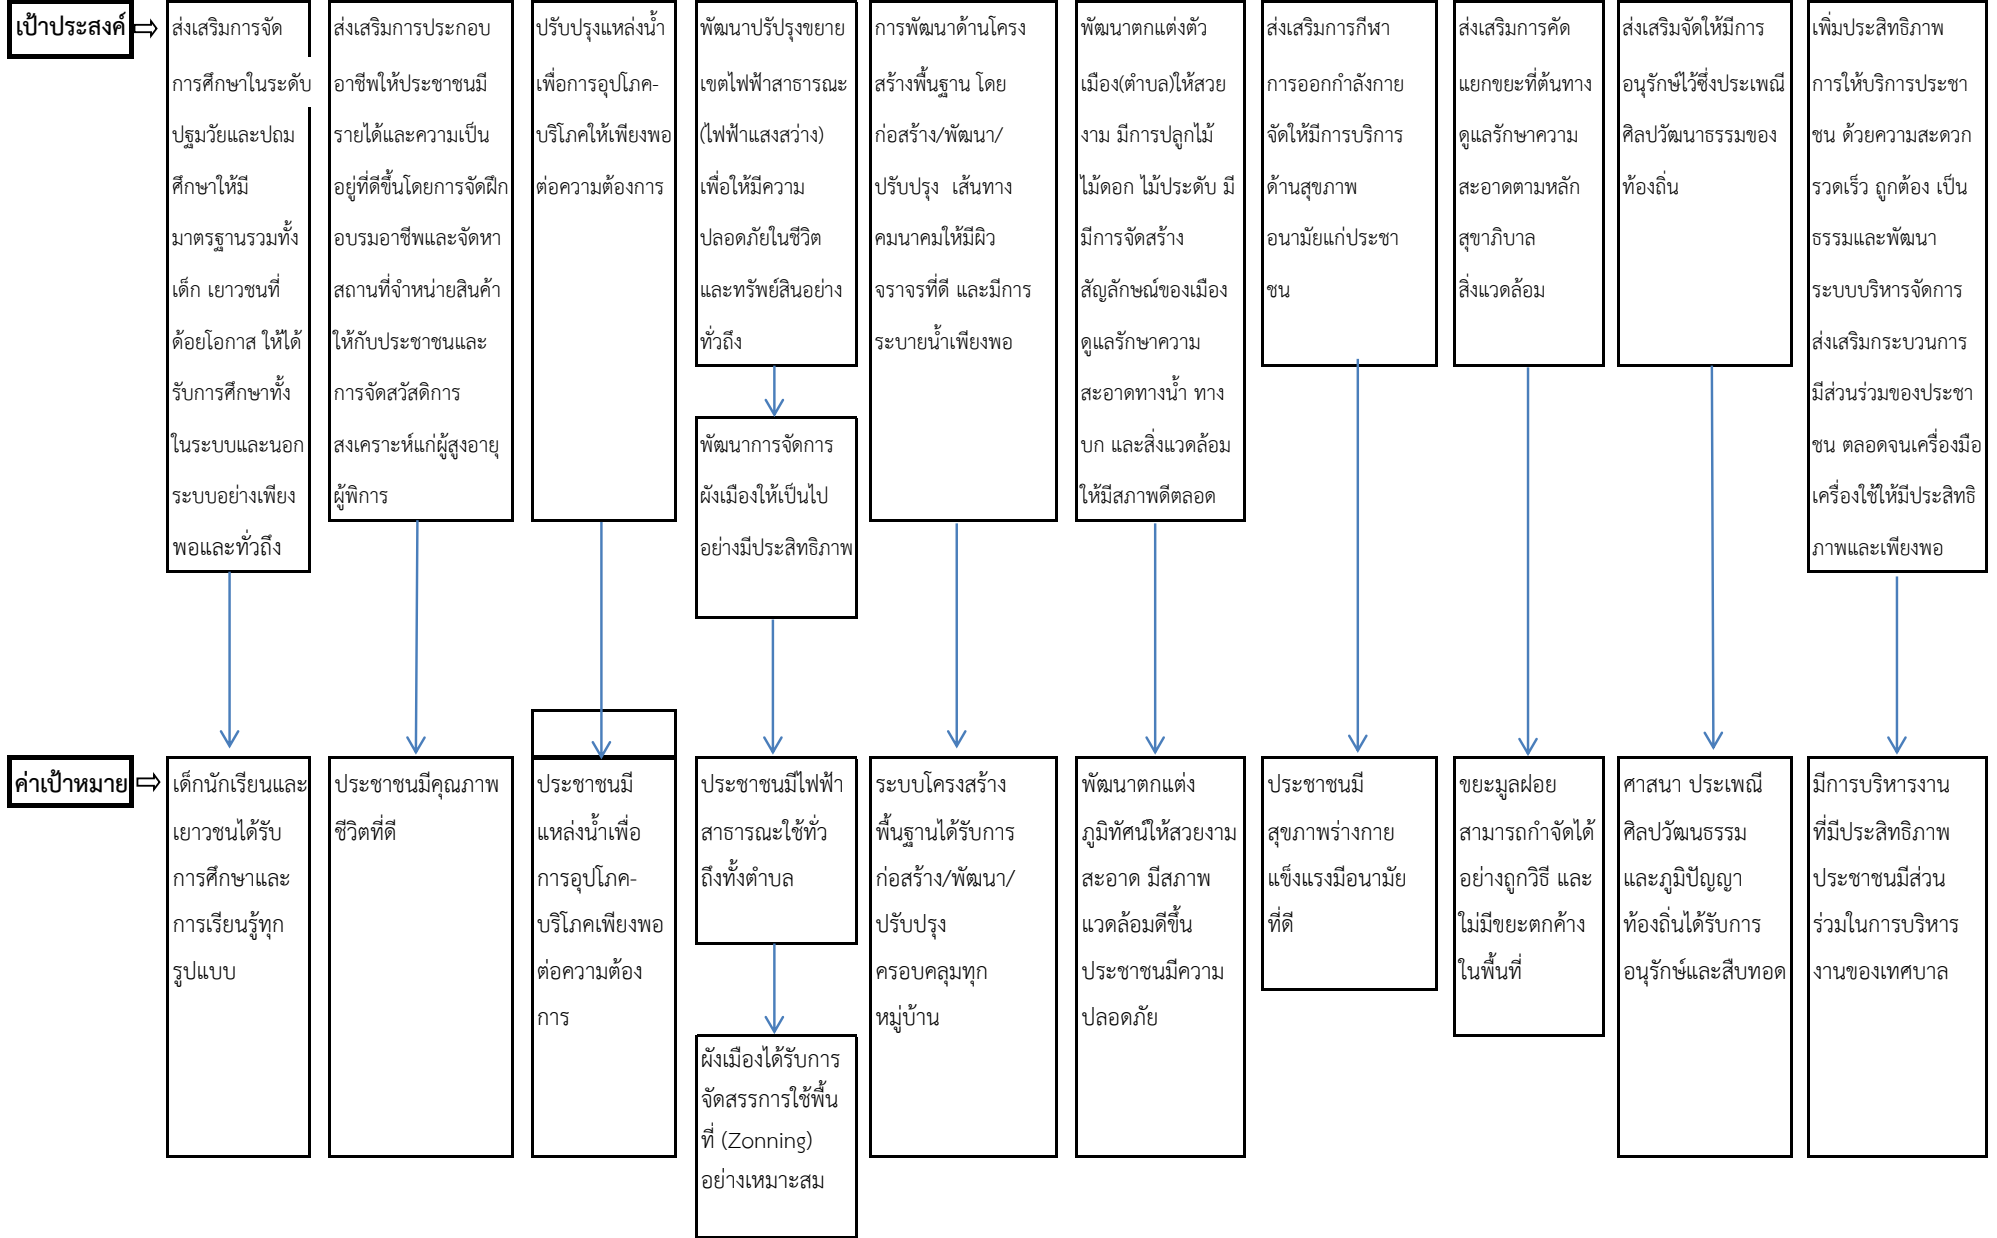 เป้าประสงค์
ส่งเสริมการจัด
การศึกษาในระดับ
ปฐมวัยและปถม
ศึกษาให้มี
มาตรฐานรวมทั้ง
เด็ก เยาวชนที่
ด้อยโอกาส ให้ได้
รับการศึกษาทั้ง
ในระบบและนอก
ระบบอย่างเพียง
พอและทั่วถึง
ส่งเสริมการประกอบ
อาชีพให้ประชาชนมี
รายได้และความเป็น
อยู่ที่ดีขึ้นโดยการจัดฝึก
อบรมอาชีพและจัดหา
สถานที่จำหน่ายสินค้า
ให้กับประชาชนและ
การจัดสวัสดิการ
สงเคราะห์แก่ผู้สูงอายุ
ผู้พิการ
ปรับปรุงแหล่งน้ำ
เพื่อการอุปโภค-
บริโภคให้เพียงพอ
ต่อความต้องการ
พัฒนาปรัปรุงขยาย
เขตไฟฟ้าสาธารณะ
(ไฟฟ้าแสงสว่าง)
เพื่อให้มีความ
ปลอดภัยในชีวิต
และทรัพย์สินอย่าง
ทั่วถึง
พัฒนาการจัดการ
ผังเมืองให้เป็นไป
อย่างมีประสิทธิภาพ
การพัฒนาด้านโครง
สร้างพื้นฐาน โดย
ก่อสร้าง/พัฒนา/
ปรับปรุง เส้นทาง
คมนาคมให้มีผิว
จราจรที่ดี และมีการ
ระบายน้ำเพียงพอ
พัฒนาตกแต่งตัว
เมือง(ตำบล)ให้สวย
งาม มีการปลูกไม้
ไม้ดอก ไม้ประดับ มี
มีการจัดสร้าง
สัญลักษณ์ของเมือง
ดูแลรักษาความ
สะอาดทางน้ำ ทาง
บก และสิ่งแวดล้อม
ให้มีสภาพดีตลอด
ส่งเสริมการกีฬา
การออกกำลังกาย
จัดให้มีการบริการ
ด้านสุขภาพ
อนามัยแก่ประชา
ชน
ส่งเสริมการคัด
แยกขยะที่ต้นทาง
ดูแลรักษาความ
สะอาดตามหลัก
สุขาภิบาล
สิ่งแวดล้อม
ส่งเสริมจัดให้มีการ
อนุรักษ์ไว้ซึ่งประเพณี
ศิลปวัฒนาธรรมของ
ท้องถิ่น
เพิ่มประสิทธิภาพ
การให้บริการประชา
ชน ด้วยความสะดวก
รวดเร็ว ถูกต้อง เป็น
ธรรมและพัฒนา
ระบบบริหารจัดการ
ส่งเสริมกระบวนการ
มีส่วนร่วมของประชา
ชน ตลอดจนเครื่องมือ
เครื่องใช้ให้มีประสิทธิ
ภาพและเพียงพอ
ค่าเป้าหมาย
เด็กนักเรียนและ
เยาวชนได้รับ
การศึกษาและ
การเรียนรู้ทุก
รูปแบบ
ประชาชนมีคุณภาพ
ชีวิตที่ดี
ประชาชนมี
แหล่งน้ำเพื่อ
การอุปโภค-
บริโภคเพียงพอ
ต่อความต้อง
การ
ประชาชนมีไฟฟ้า
สาธารณะใช้ทั่ว
ถึงทั้งตำบล
ผังเมืองได้รับการ
จัดสรรการใช้พื้น
ที่ (Zonning)
อย่างเหมาะสม
ระบบโครงสร้าง
พื้นฐานได้รับการ
ก่อสร้าง/พัฒนา/
ปรับปรุง
ครอบคลุมทุก
หมู่บ้าน
พัฒนาตกแต่ง
ภูมิทัศน์ให้สวยงาม
สะอาด มีสภาพ
แวดล้อมดีขึ้น
ประชาชนมีความ
ปลอดภัย
ประชาชนมี
สุขภาพร่างกาย
แข็งแรงมีอนามัย
ที่ดี
ขยะมูลฝอย
สามารถกำจัดได้
อย่างถูกวิธี และ
ไม่มีขยะตกค้าง
ในพื้นที่
ศาสนา ประเพณี
ศิลปวัฒนธรรม
และภูมิปัญญา
ท้องถิ่นได้รับการ
อนุรักษ์และสืบทอด
มีการบริหารงาน
ที่มีประสิทธิภาพ
ประชาชนมีส่วน
ร่วมในการบริหาร
งานของเทศบาล